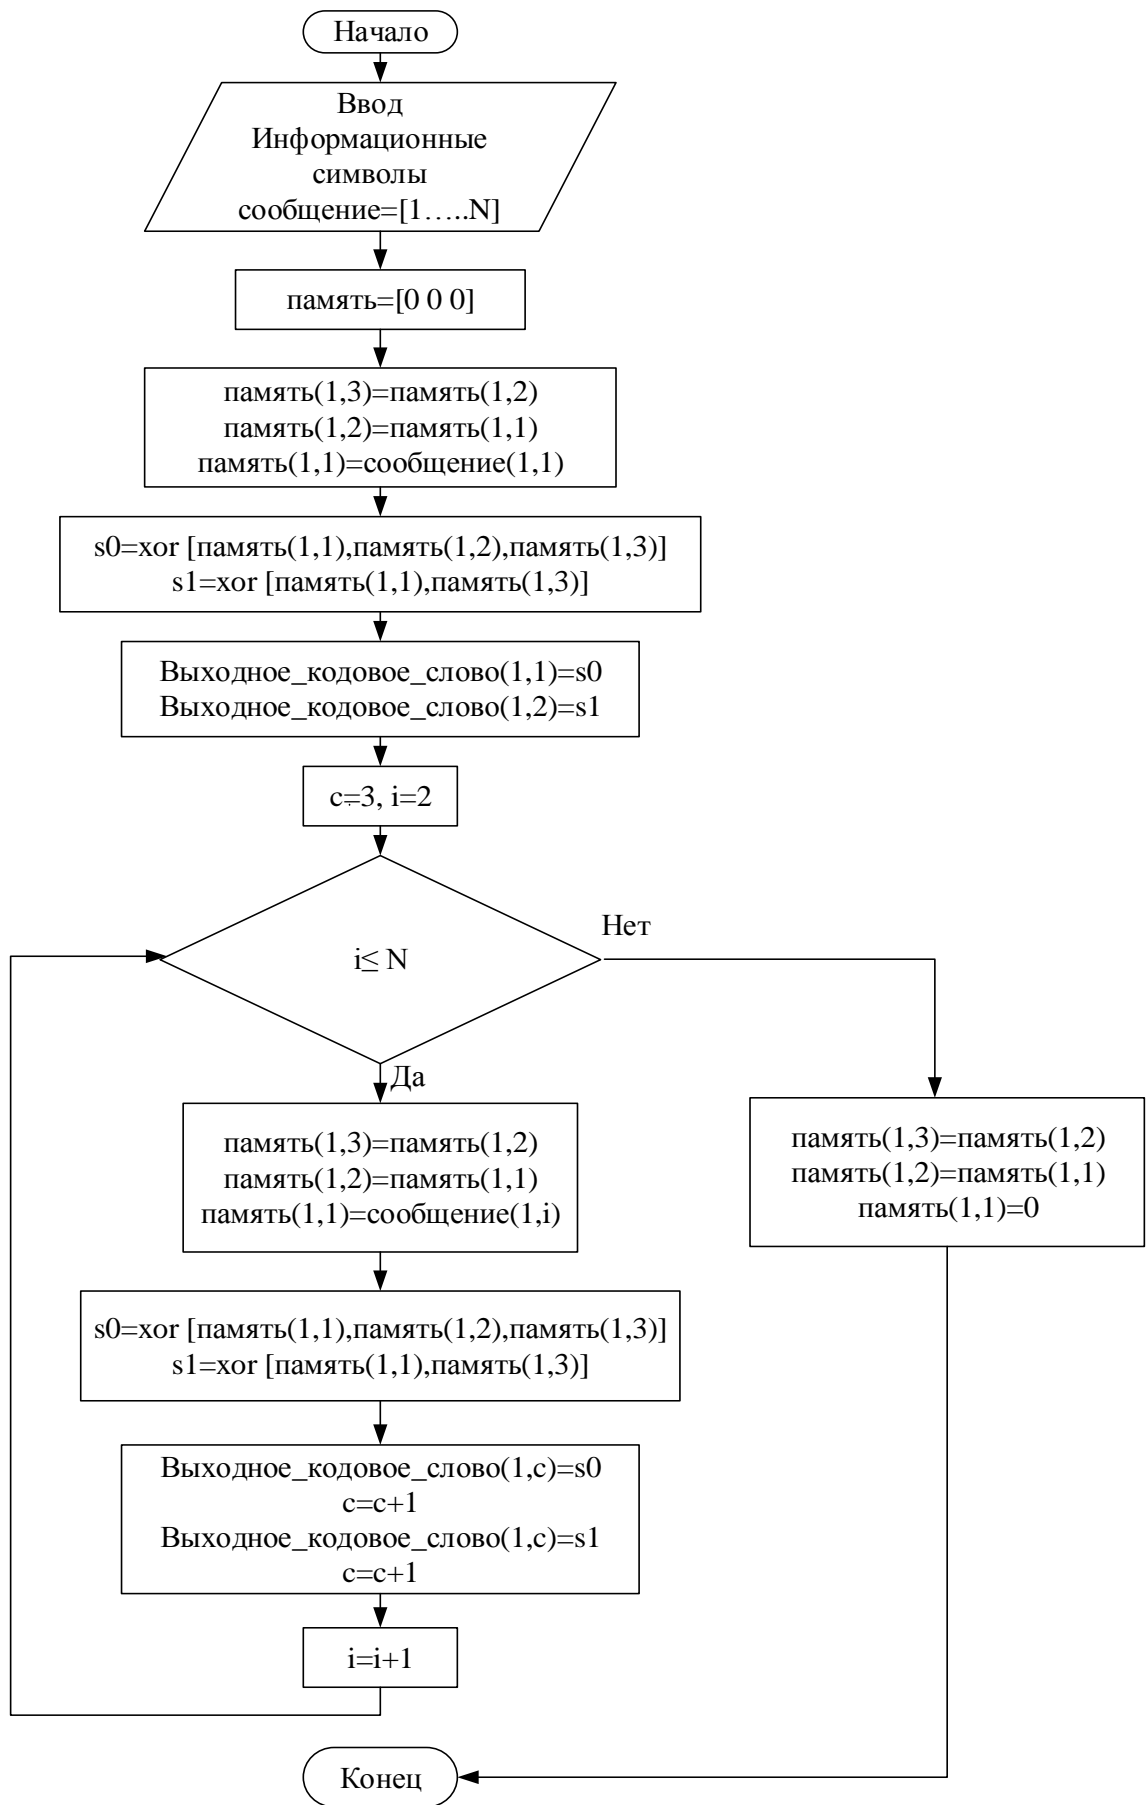 Начало
Ввод
Информационные
символы
сообщение=[1…..N]
память=[0 0 0]
память(1,3)=память(1,2)
память(1,2)=память(1,1)
память(1,1)=сообщение(1,1)
s0=xor [память(1,1),память(1,2),память(1,3)]
s1=xor [память(1,1),память(1,3)]
Выходное_кодовое_слово(1,1)=s0
Выходное_кодовое_слово(1,2)=s1
c=3, i=2
i≤ N
Нет
Да
память(1,3)=память(1,2)
память(1,2)=память(1,1)
память(1,1)=сообщение(1,i)
память(1,3)=память(1,2)
память(1,2)=память(1,1)
память(1,1)=0
s0=xor [память(1,1),память(1,2),память(1,3)]
s1=xor [память(1,1),память(1,3)]
Выходное_кодовое_слово(1,c)=s0
c=c+1
Выходное_кодовое_слово(1,c)=s1
c=c+1
i=i+1
Конец